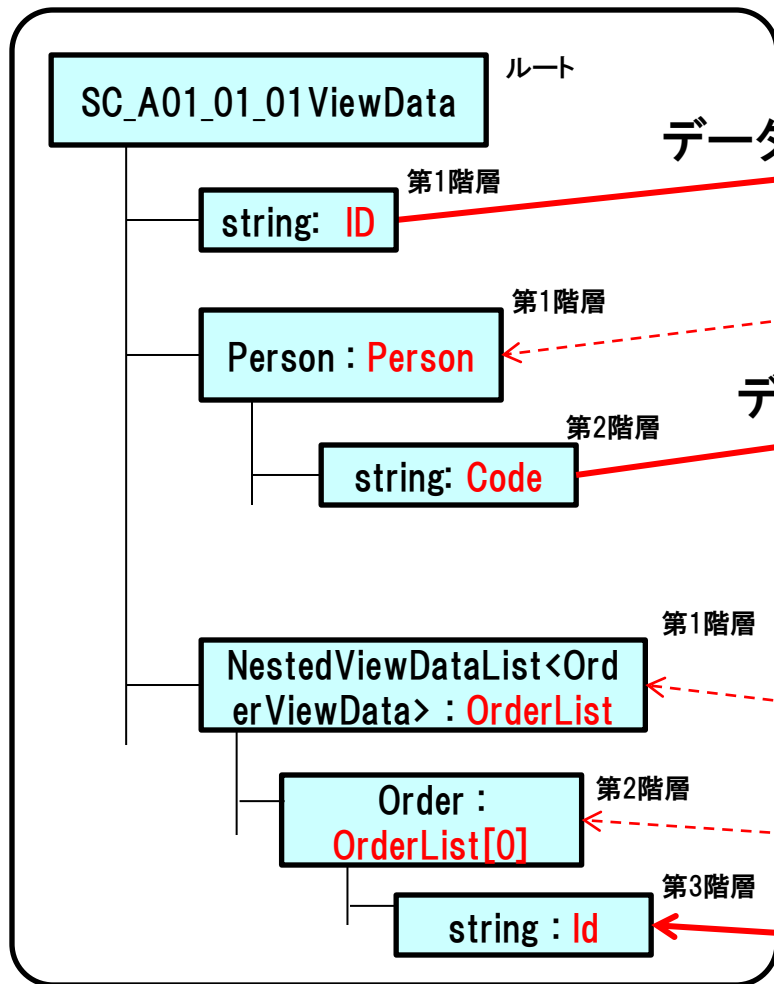 ルート
SC_A01_01_01ViewData
データ
第1階層
string: ID
第1階層
Person : Person
デ
第2階層
string: Code
第1階層
NestedViewDataList<Ord
erViewData> : OrderList
第2階層
Order :
OrderList[0]
第3階層
string : Id